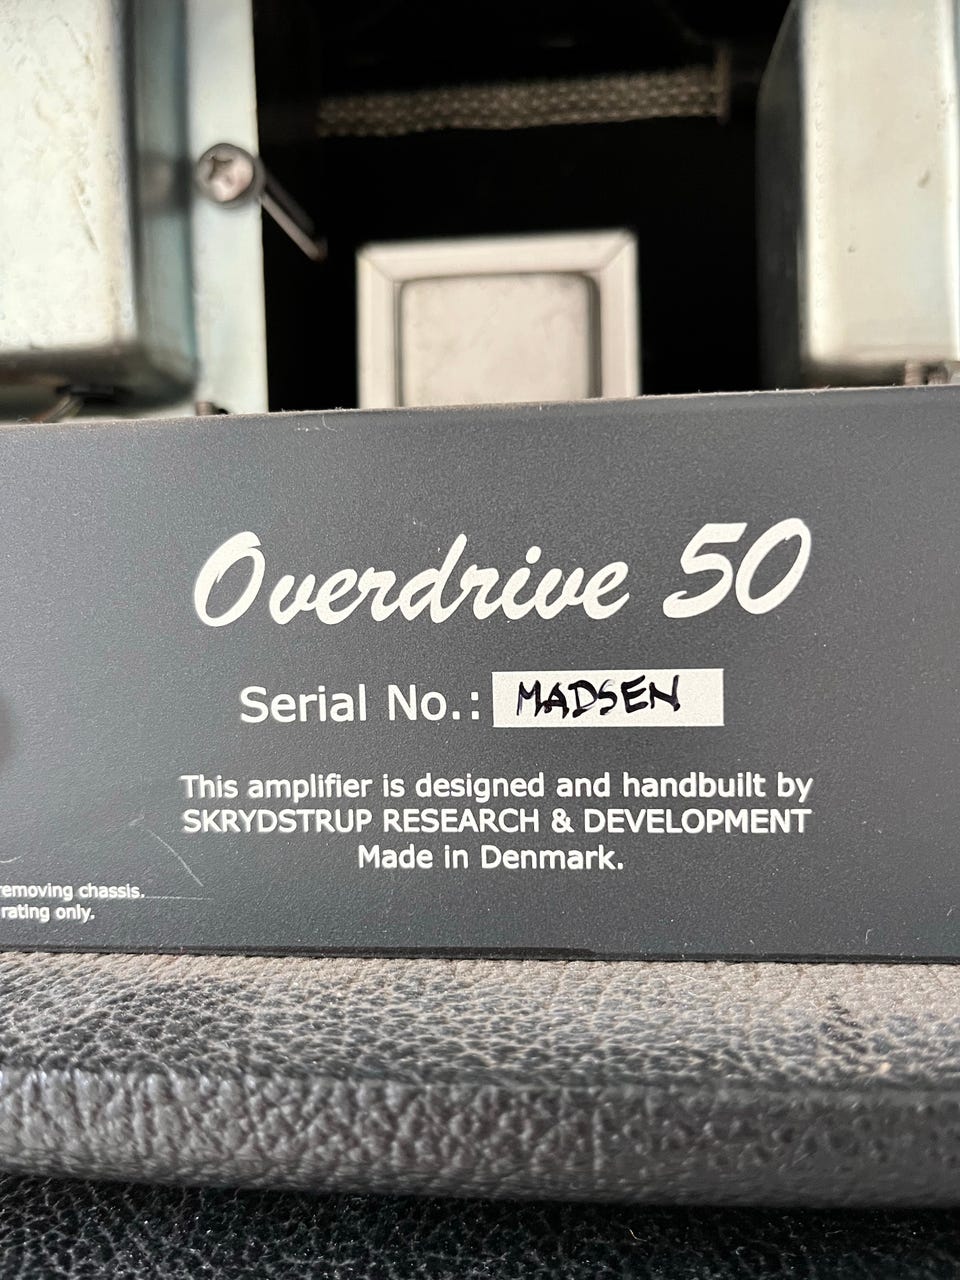 Overdrive 50
Serial No.: MADSEN
This amplifier is designed and handbuilt by
SKRYDSTRUP RESEARCH & DEVELOPMENT
Made in Denmark.
removing chassis.
rating only.